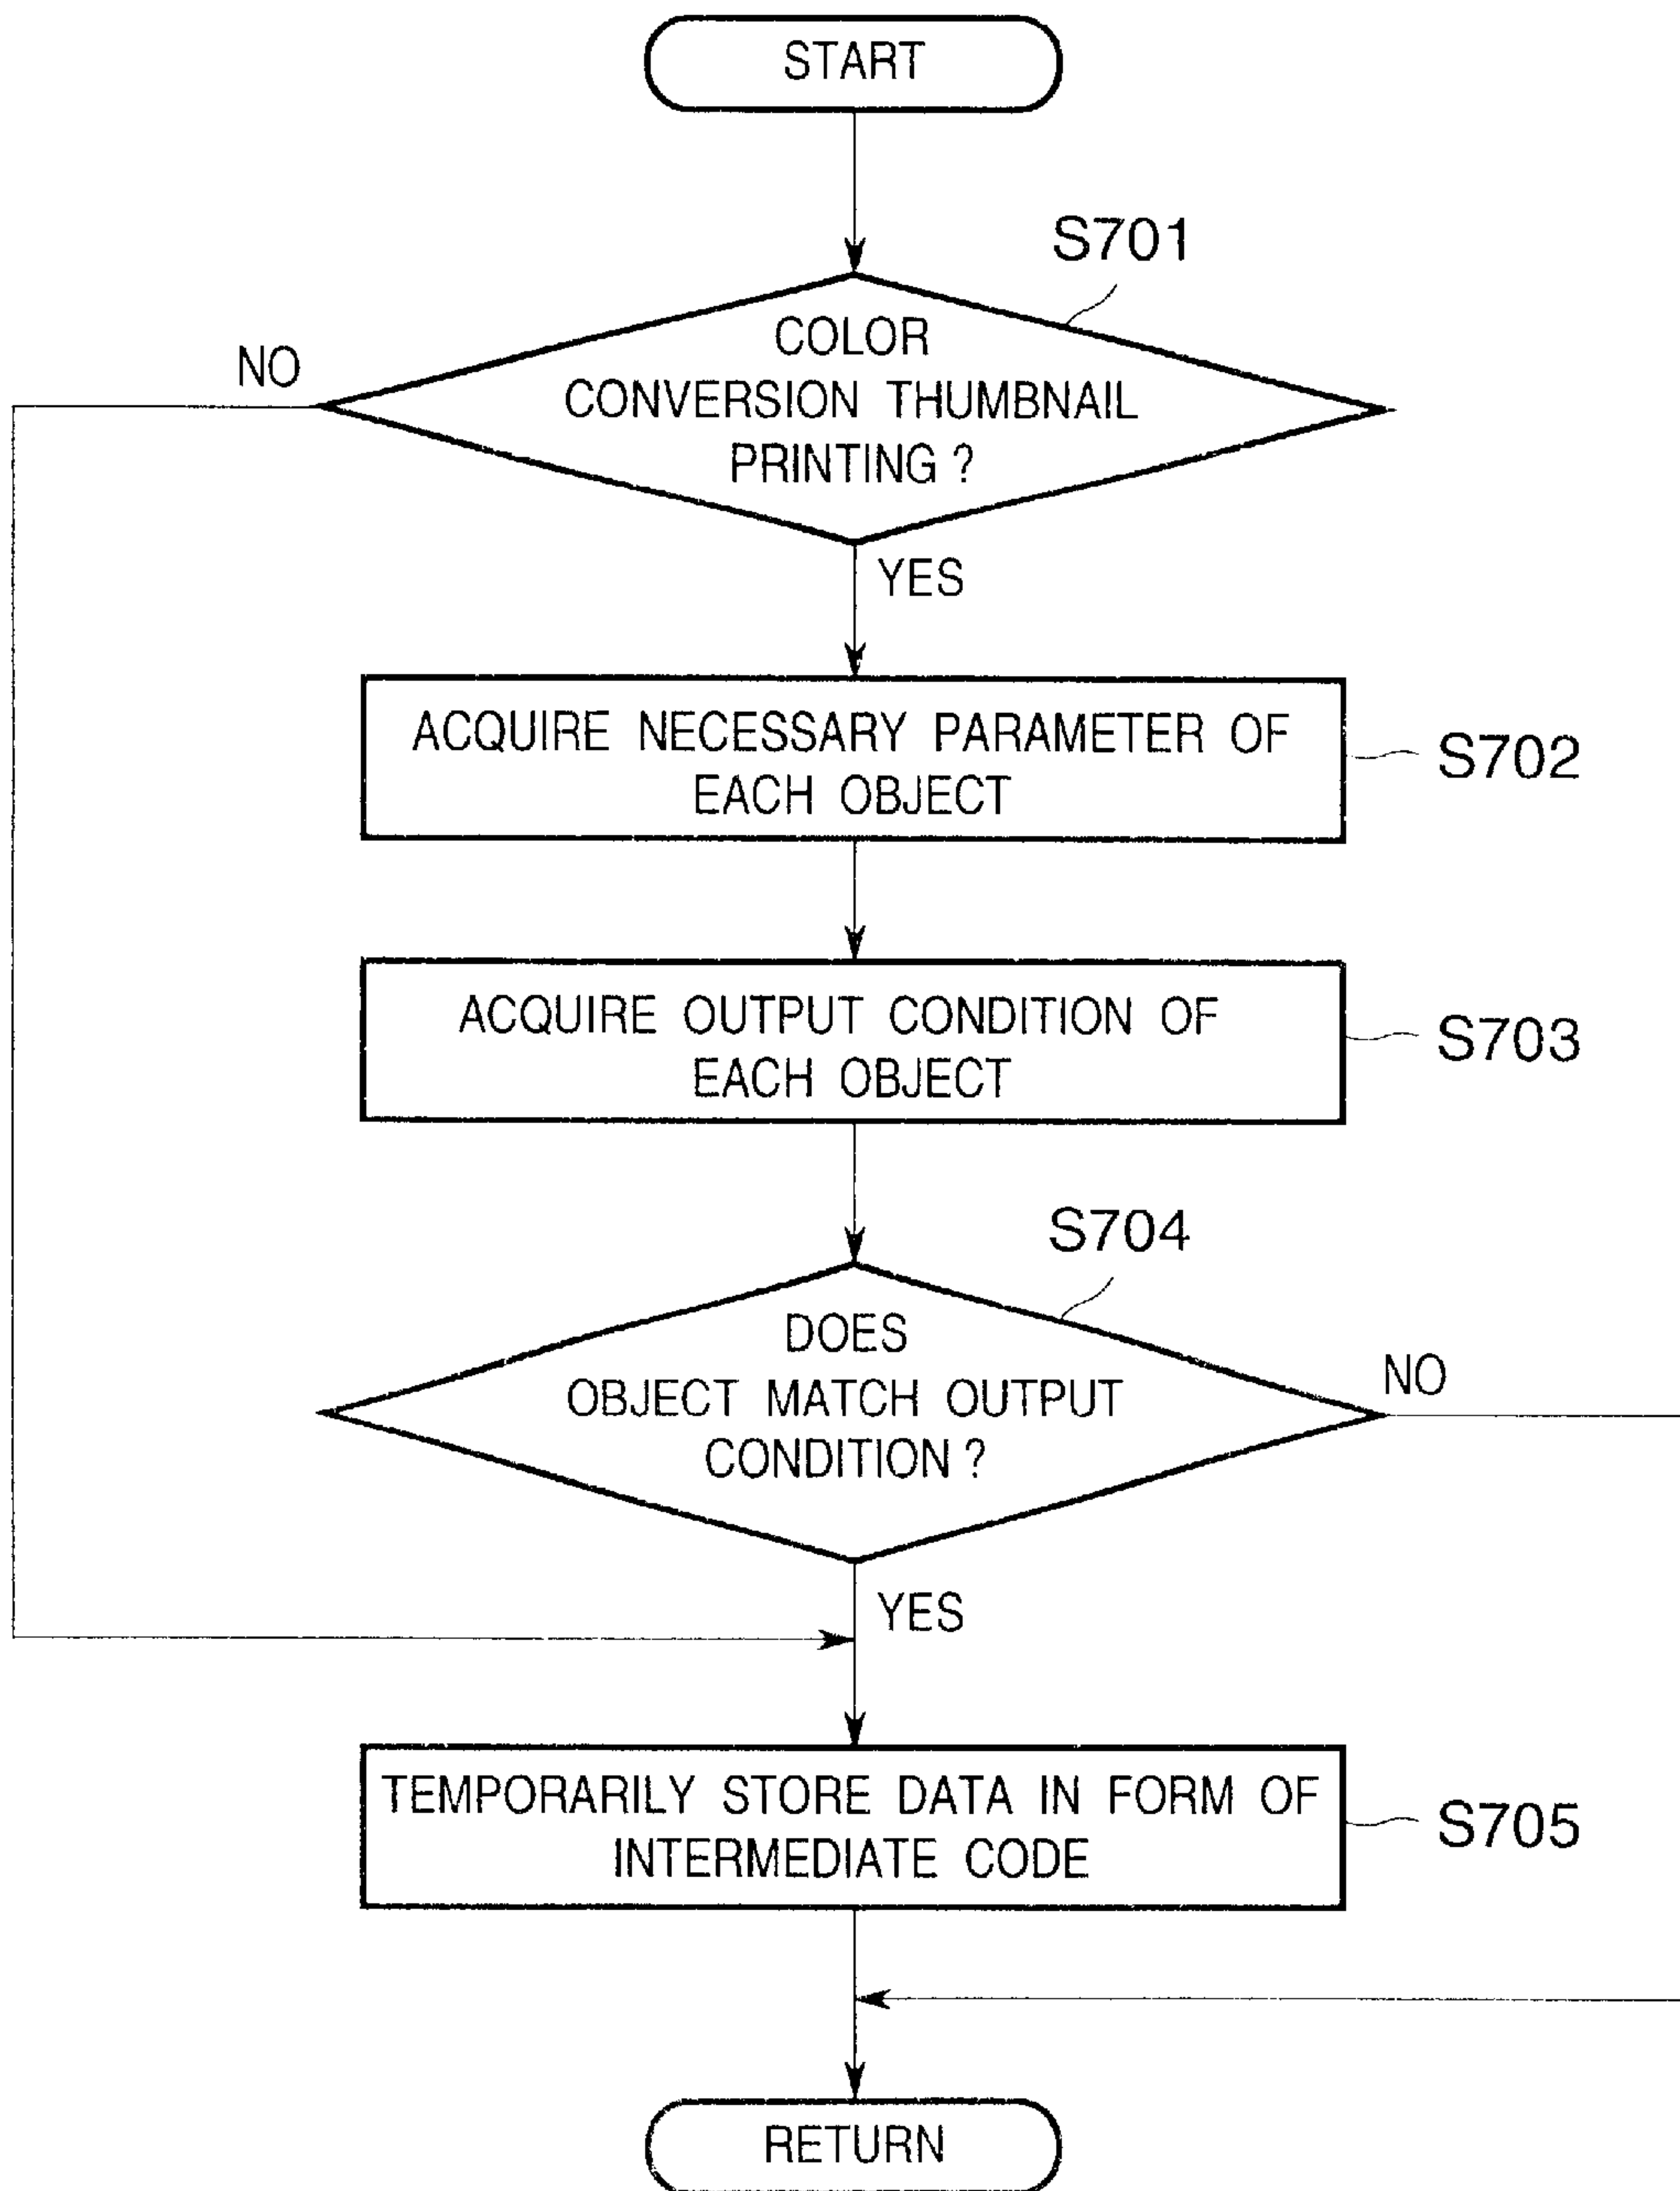 START
S701
COLOR
CONVERSION THUMBNAIL
PRINTING ?
NO
YES
ACQUIRE NECESSARY PARAMETER OF
EACH OBJECT
S702
ACQUIRE OUTPUT CONDITION OF
EACH OBJECT
S703
S704
DOES
OBJECT MATCH OUTPUT
CONDITION ?
NO
YES
TEMPORARILY STORE DATA IN FORM OF
INTERMEDIATE CODE
S705
RETURN